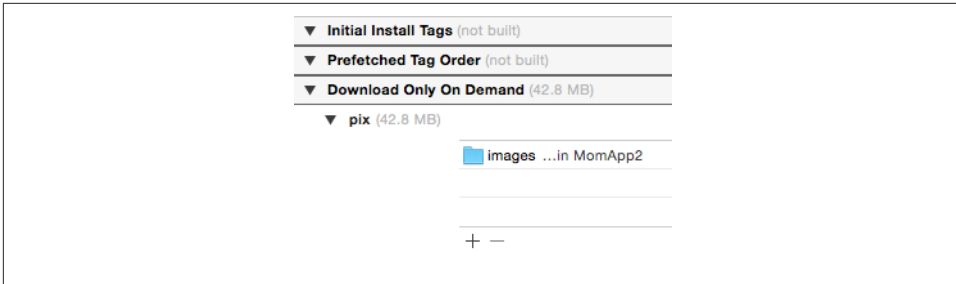 Initial Install Tags (not built)
Prefetched Tag Order (not built)
Download Only On Demand (42.8 MB)
pix (42.8 MB)
images …in MomApp2